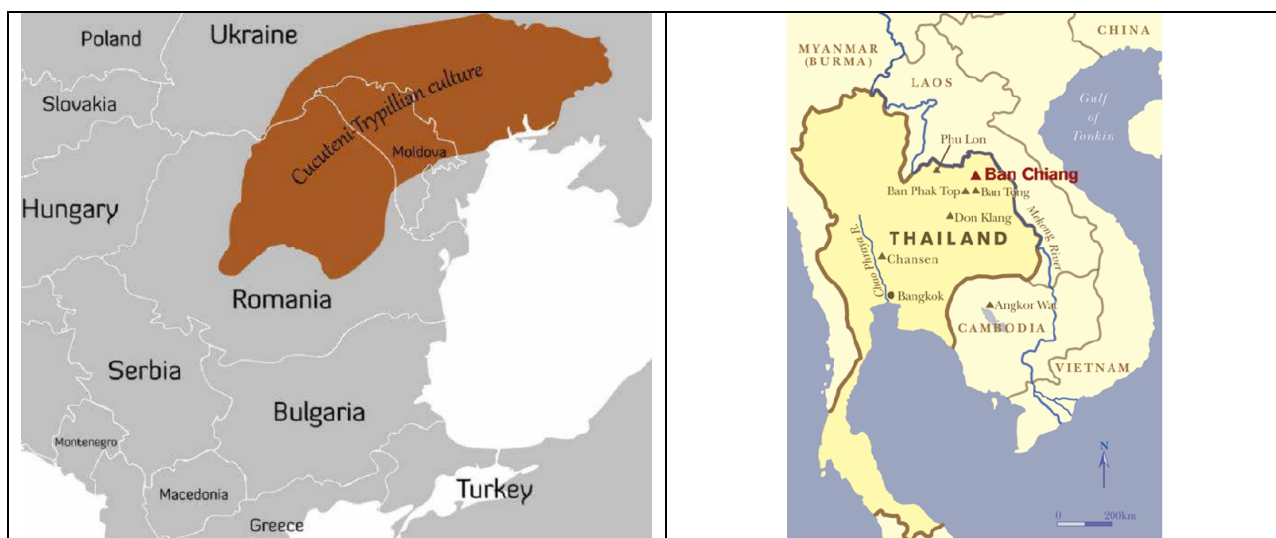 Poland
Ukraine
Slovakia
Cucuteni-Trypillian culture
Moldova
Hungary
Romania
Serbia
Bulgaria
Montenegro
Macedonia
Turkey
Greece
CHINA
MYANMAR
(BURMA)
LAOS
Gulf
of
Tonkin
Phu Lon
Ban Chiang
Ban Phak Top
Ban Tong
Don Klang
Mekong River
THAILAND
Chao Phraya R.
Chansen
Bangkok
Angkor Wat
CAMBODIA
VIETNAM
N
0 200km